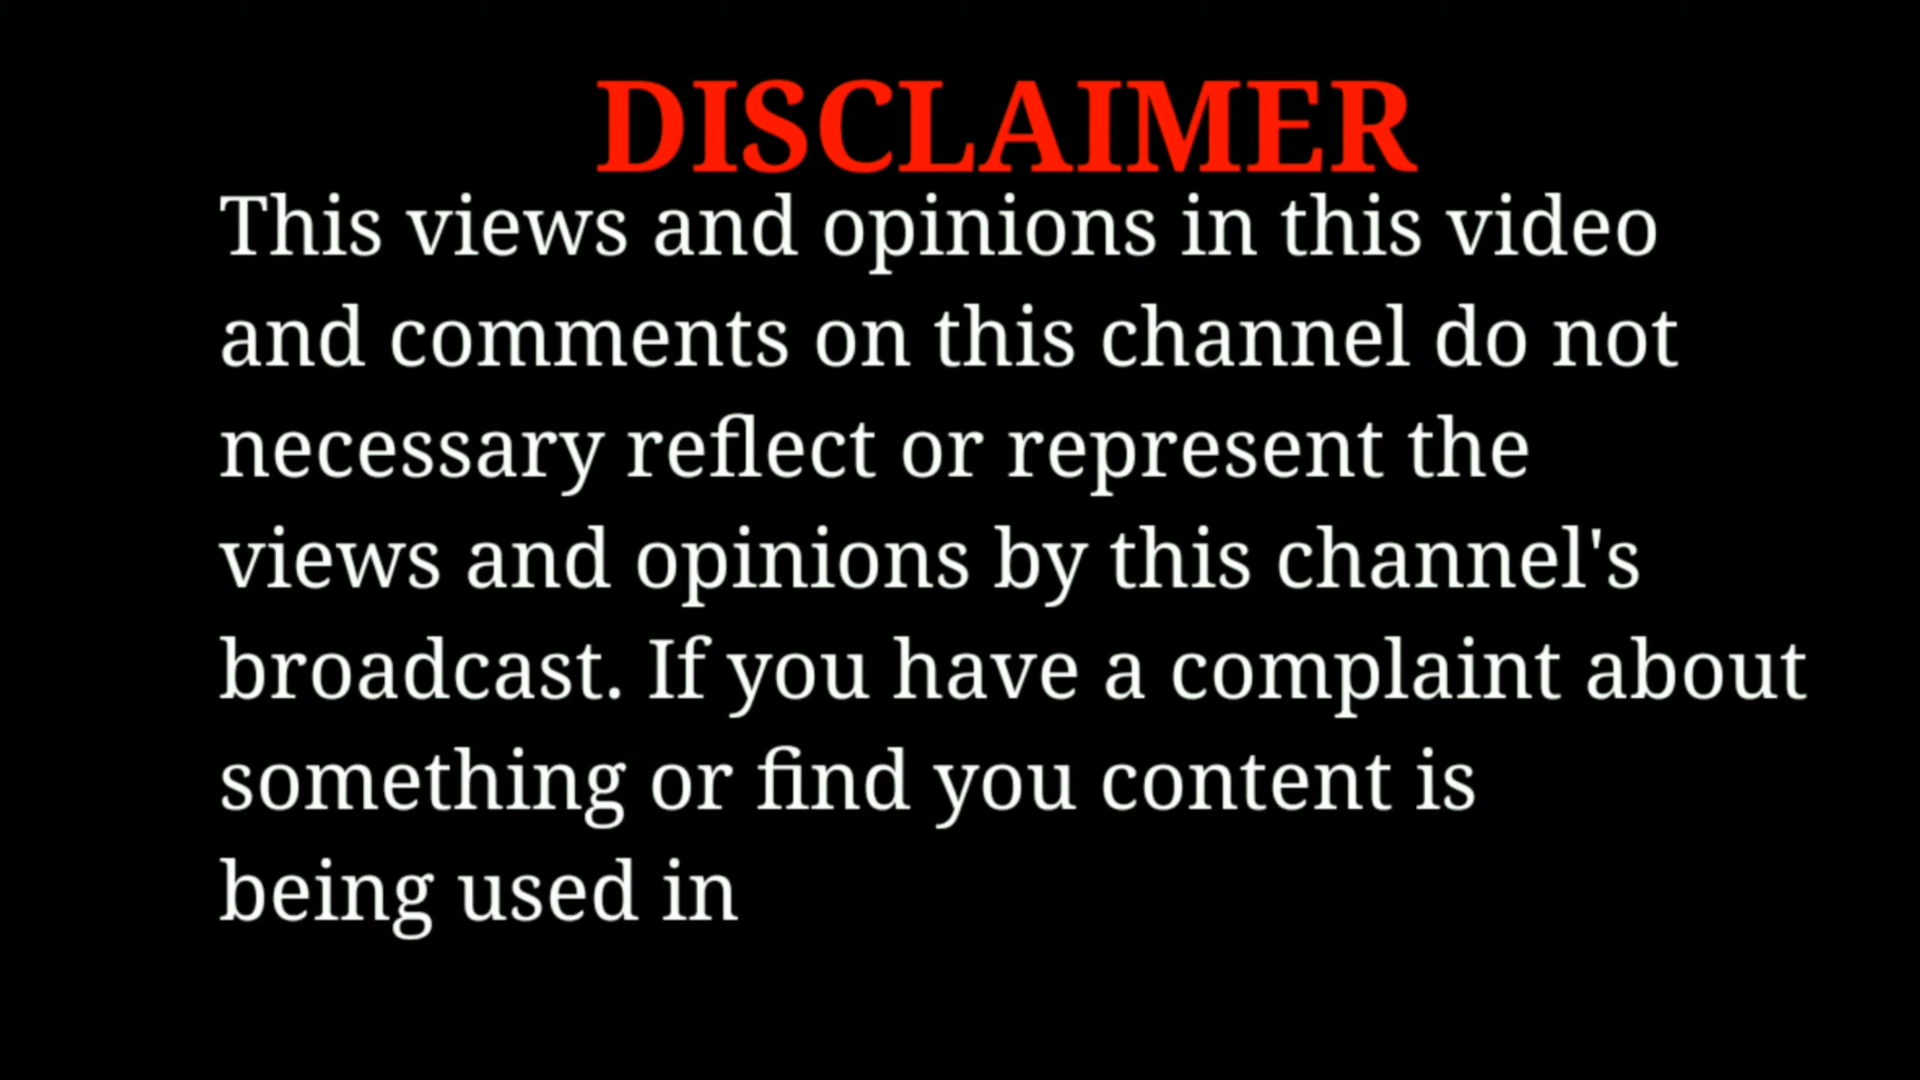 DISCLAIMER
This views and opinions in this video
and comments on this channel do not
necessary reflect or represent the
views and opinions by this channel's
broadcast. If you have a complaint about
something or find you content is
being used in